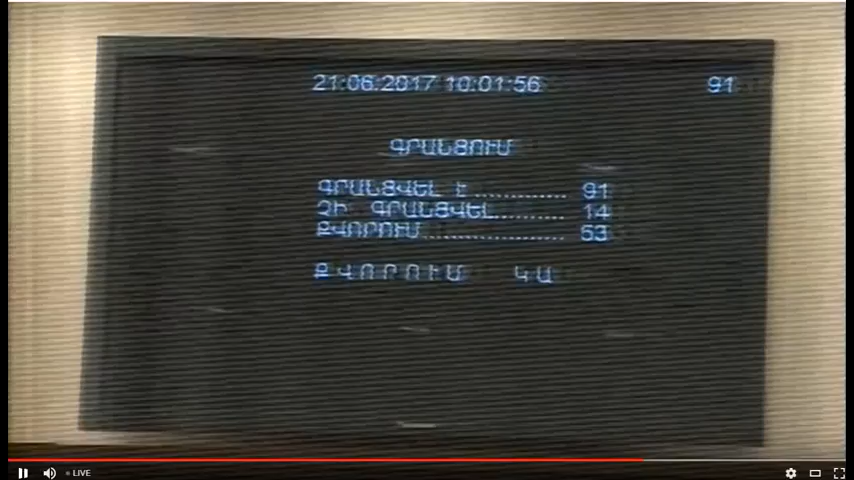 21:06:2017 10:01:56 91
ԳՐԱՆՑՈՒՄ
ԳՐԱՆՑՎԵԼ Է ............. 91
ՉԻ ԳՐԱՆՑՎԵԼ.......... 14
ՔՎՈՐՈՒՄ.................... 53
ՔՎՈՐՈՒՄ ԿԱ
LIVE